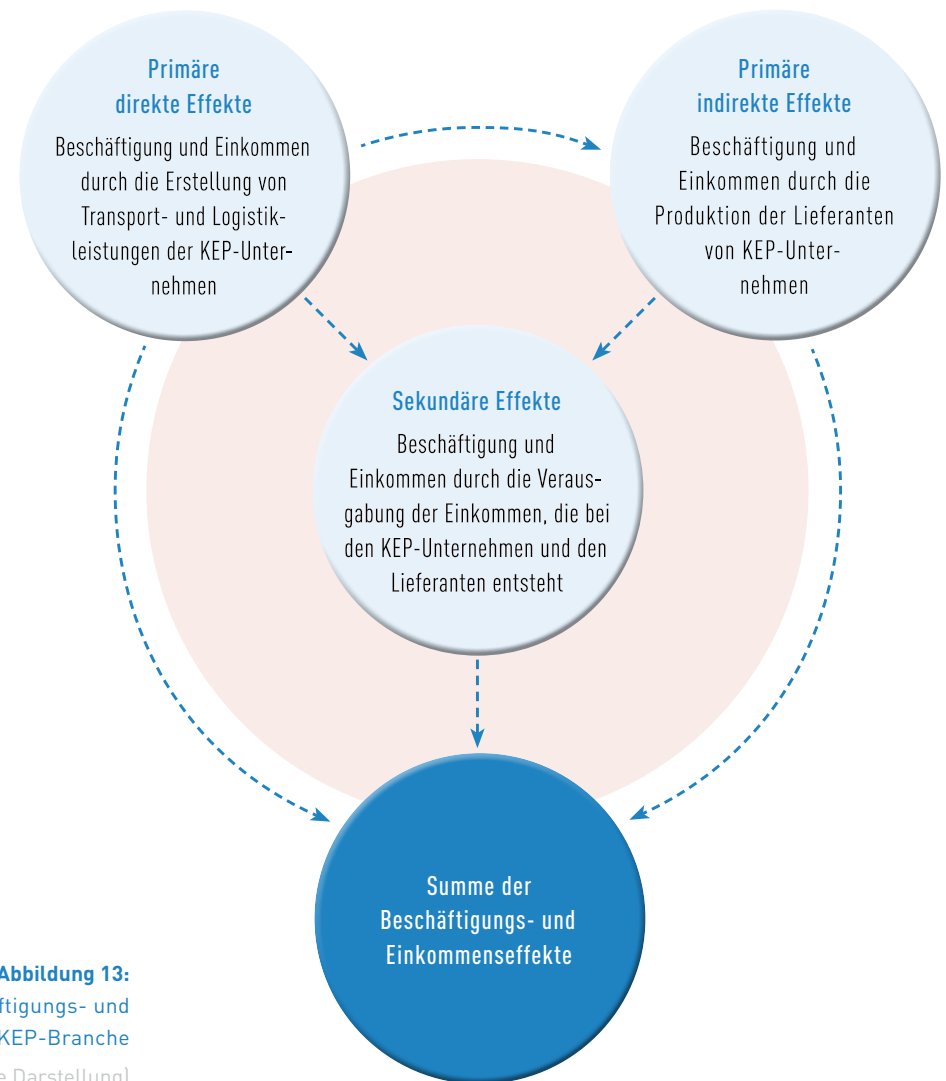 Primäre
direkte Effekte
Beschäftigung und Einkommen
durch die Erstellung von
Transport- und Logistik-
leistungen der KEP-Unter-
nehmen
Primäre
indirekte Effekte
Beschäftigung und
Einkommen durch die
Produktion der Lieferanten
von KEP-Unter-
nehmen
Sekundäre Effekte
Beschäftigung und
Einkommen durch die Veraus-
gabung der Einkommen, die bei
den KEP-Unternehmen und den
Lieferanten entsteht
Summe der
Beschäftigungs- und
Einkommenseffekte
Abbildung 13:
ftigungs- und
KEP-Branche
e Darstellung)